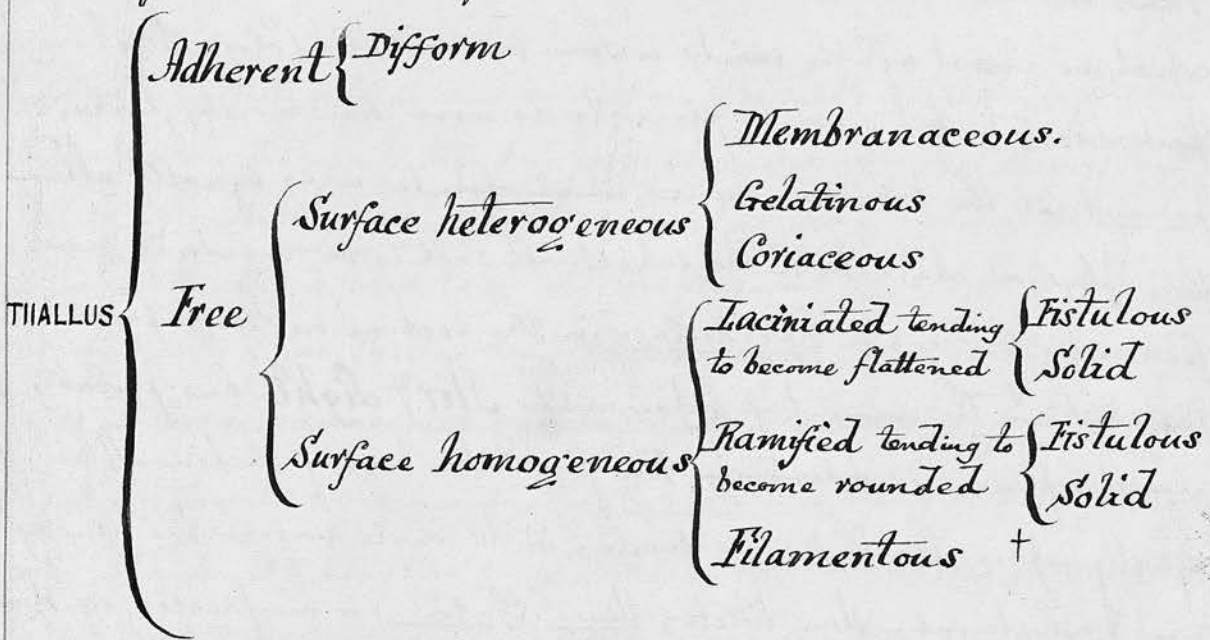 Adherent { Difform
Membranaceous.
Surface heterogeneous { Gelatinous
Coriaceous
THALLUS { Free
Laciniated tending { Fistulous
to become flattened { Solid
Surface homogeneous { Ramified tending to { Fistulous
become rounded { Solid
Filamentous +